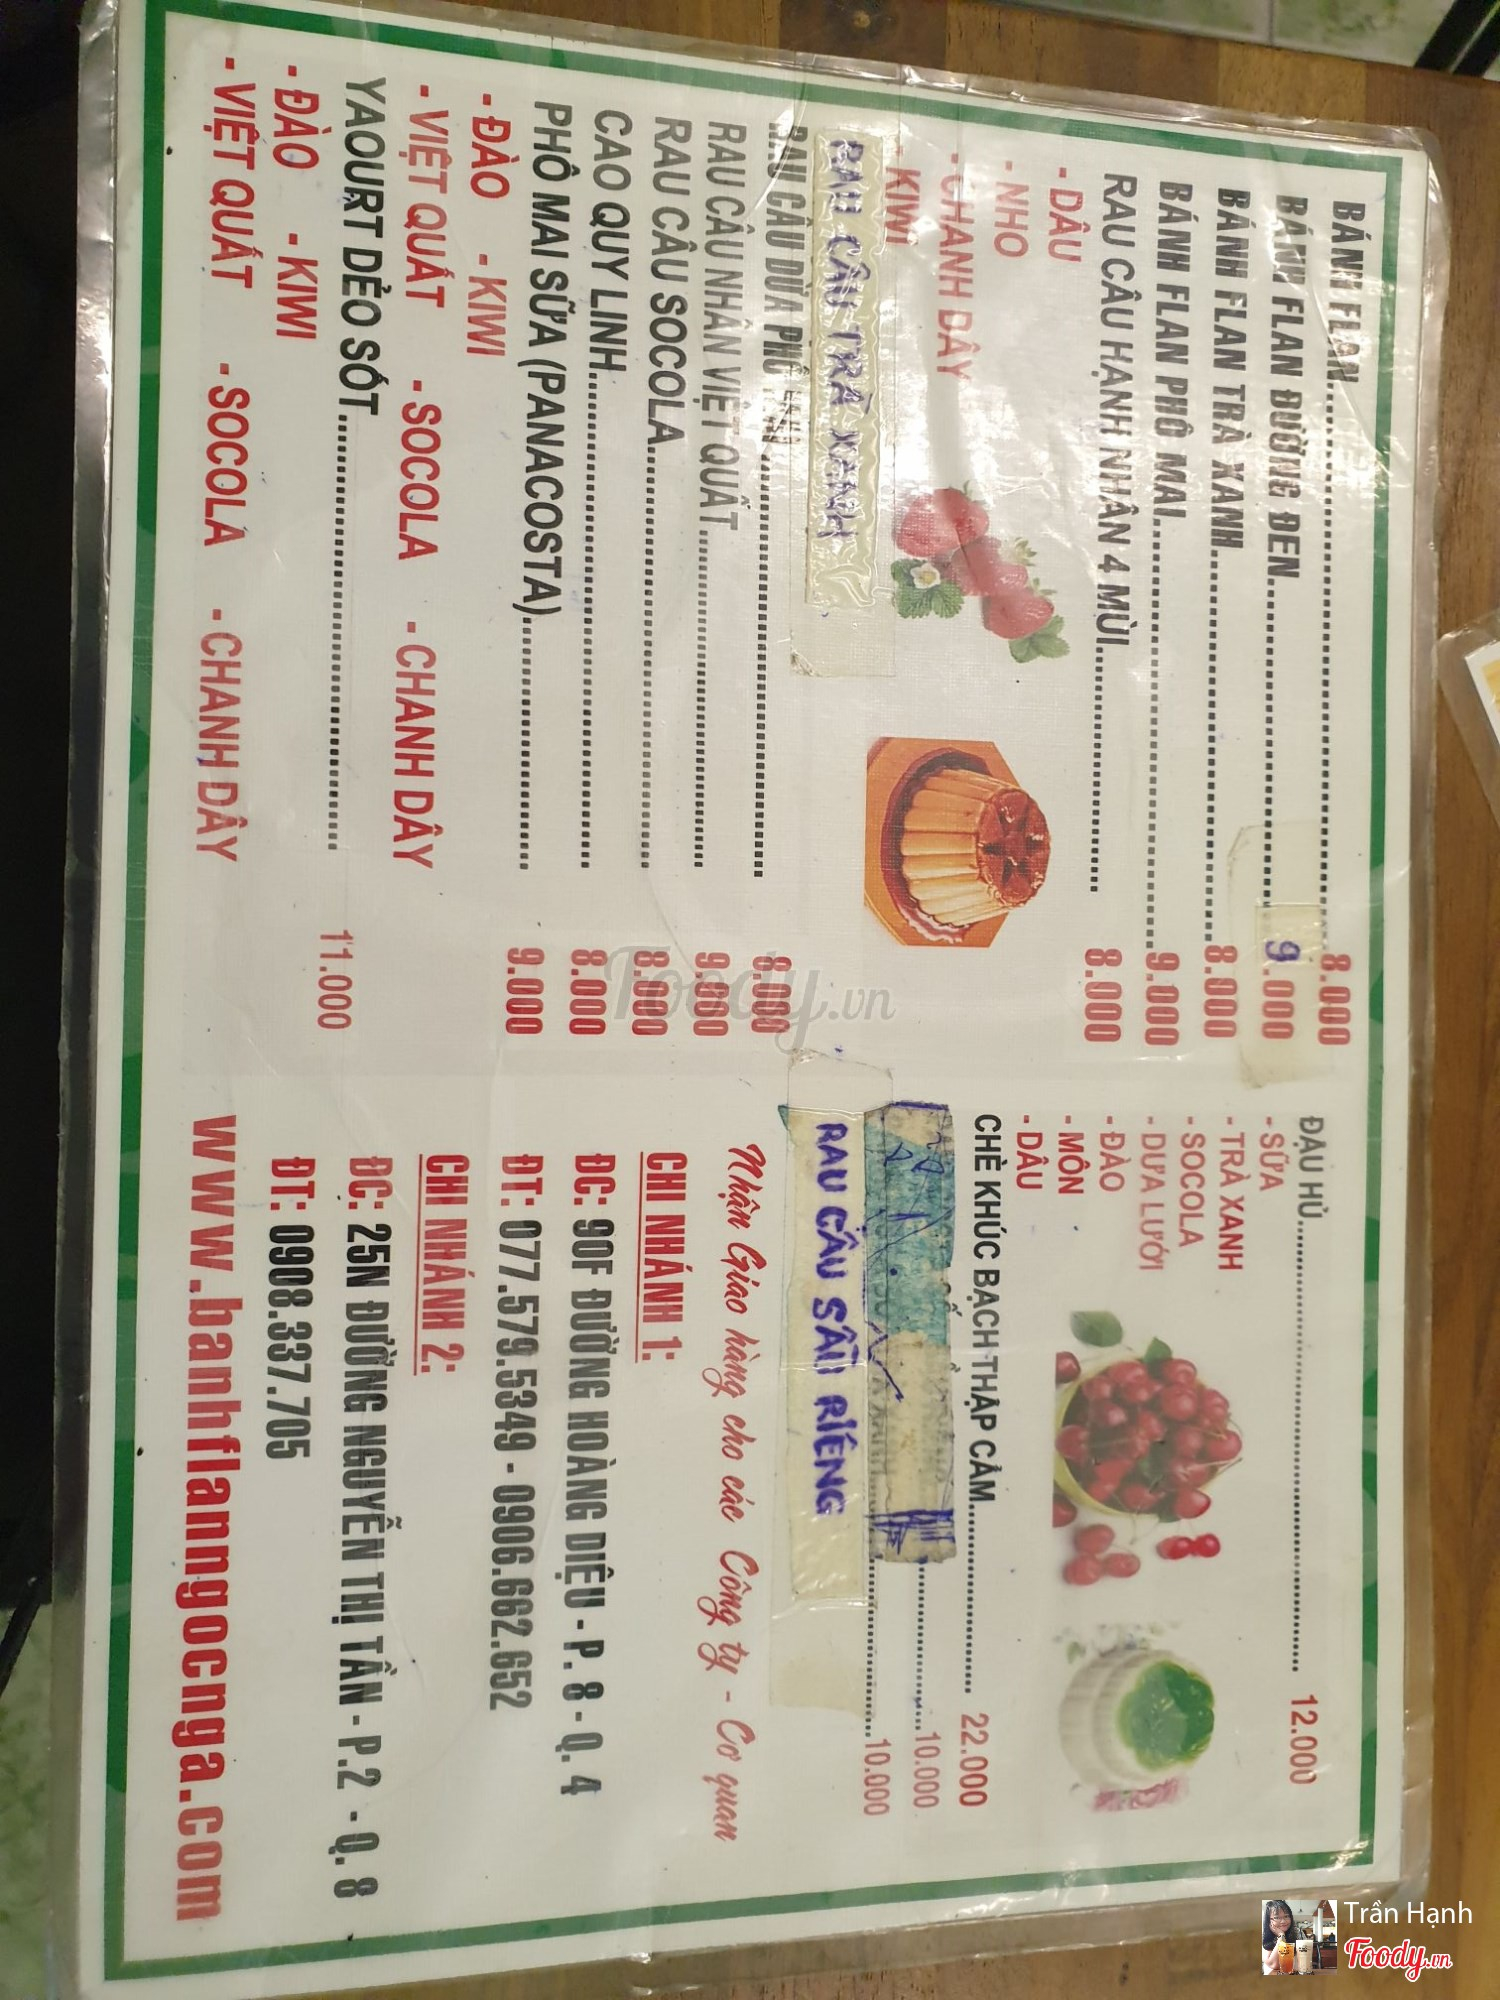 BÁNH FLAN........................ 8.000
BÁNH FLAN ĐƯỜNG ĐEN........................ 9.000
BÁNH FLAN TRÀ XANH........................ 8.000
BÁNH FLAN PHÔ MAI........................ 9.000
RAU CÂU HẠNH NHÂN 4 MÙI........................ 8.000
- DÂU
- NHO
- CHANH DÂY
- KIWI
RAU CÂU TRÀ XANH
RAU CÂU DỪA PHÔ MAI........................ 8.000
RAU CÂU NHÂN VIỆT QUẤT........................ 9.000
RAU CÂU SOCOLA........................ 8.000
CAO QUY LINH........................ 8.000
PHÔ MAI SỮA (PANACOSTA)........................ 9.000
- ĐÀO - KIWI
- VIỆT QUẤT - SOCOLA - CHANH DÂY
YAOURT DẺO SỐT........................ 11.000
- ĐÀO - KIWI
- VIỆT QUẤT - SOCOLA - CHANH DÂY
ĐẬU HỦ........................ 12.000
- SỮA
- TRÀ XANH
- SOCOLA
- DƯA LƯỚI
- ĐÀO
- MÔN
- DÂU
CHÈ KHÚC BẠCH THẬP CẨM........................ 22.000
........................ 10.000
........................ 10.000
RAU CÂU SẦU RIÊNG
Nhận Giao hàng cho các Công ty - Cơ quan
CHI NHÁNH 1:
ĐC: 90F ĐƯỜNG HOÀNG DIỆU - P. 8 - Q. 4
ĐT: 077.579.5349 - 0906.662.652
CHI NHÁNH 2:
ĐC: 25N ĐƯỜNG NGUYỄN THỊ TẦN - P.2 - Q. 8
ĐT: 0908.337.705
www.banhflanngocnga.com
Foody.vn
Trần Hạnh
Foody.vn